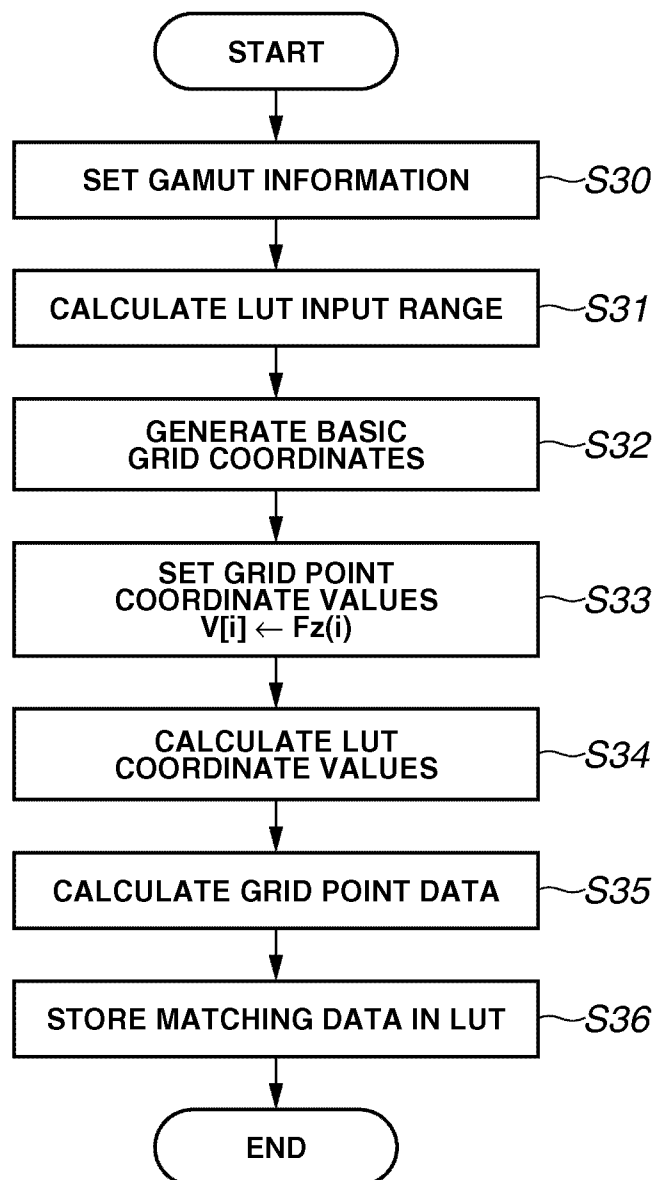 START
SET GAMUT INFORMATION
S30
CALCULATE LUT INPUT RANGE
S31
GENERATE BASIC
GRID COORDINATES
S32
SET GRID POINT
COORDINATE VALUES
V[i] ← Fz(i)
S33
CALCULATE LUT
COORDINATE VALUES
S34
CALCULATE GRID POINT DATA
S35
STORE MATCHING DATA IN LUT
S36
END